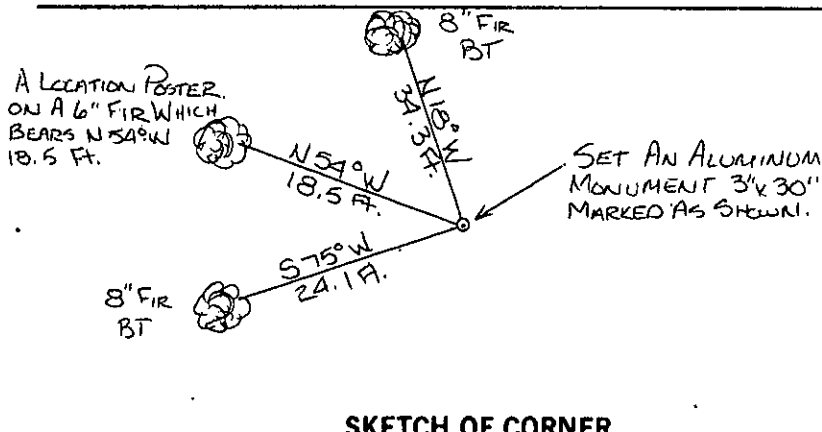 8" FIR
BT
A LOCATION POSTER
ON A 6" FIR WHICH
BEARS N 54° W
18.5 FT.
N 18° W
34.3 FT.
N 54° W
18.5 FT.
SET AN ALUMINUM
MONUMENT 3" x 30"
MARKED AS SHOWN.
S 75° W
24.1 FT.
8" FIR
BT
SKETCH OF CORNER